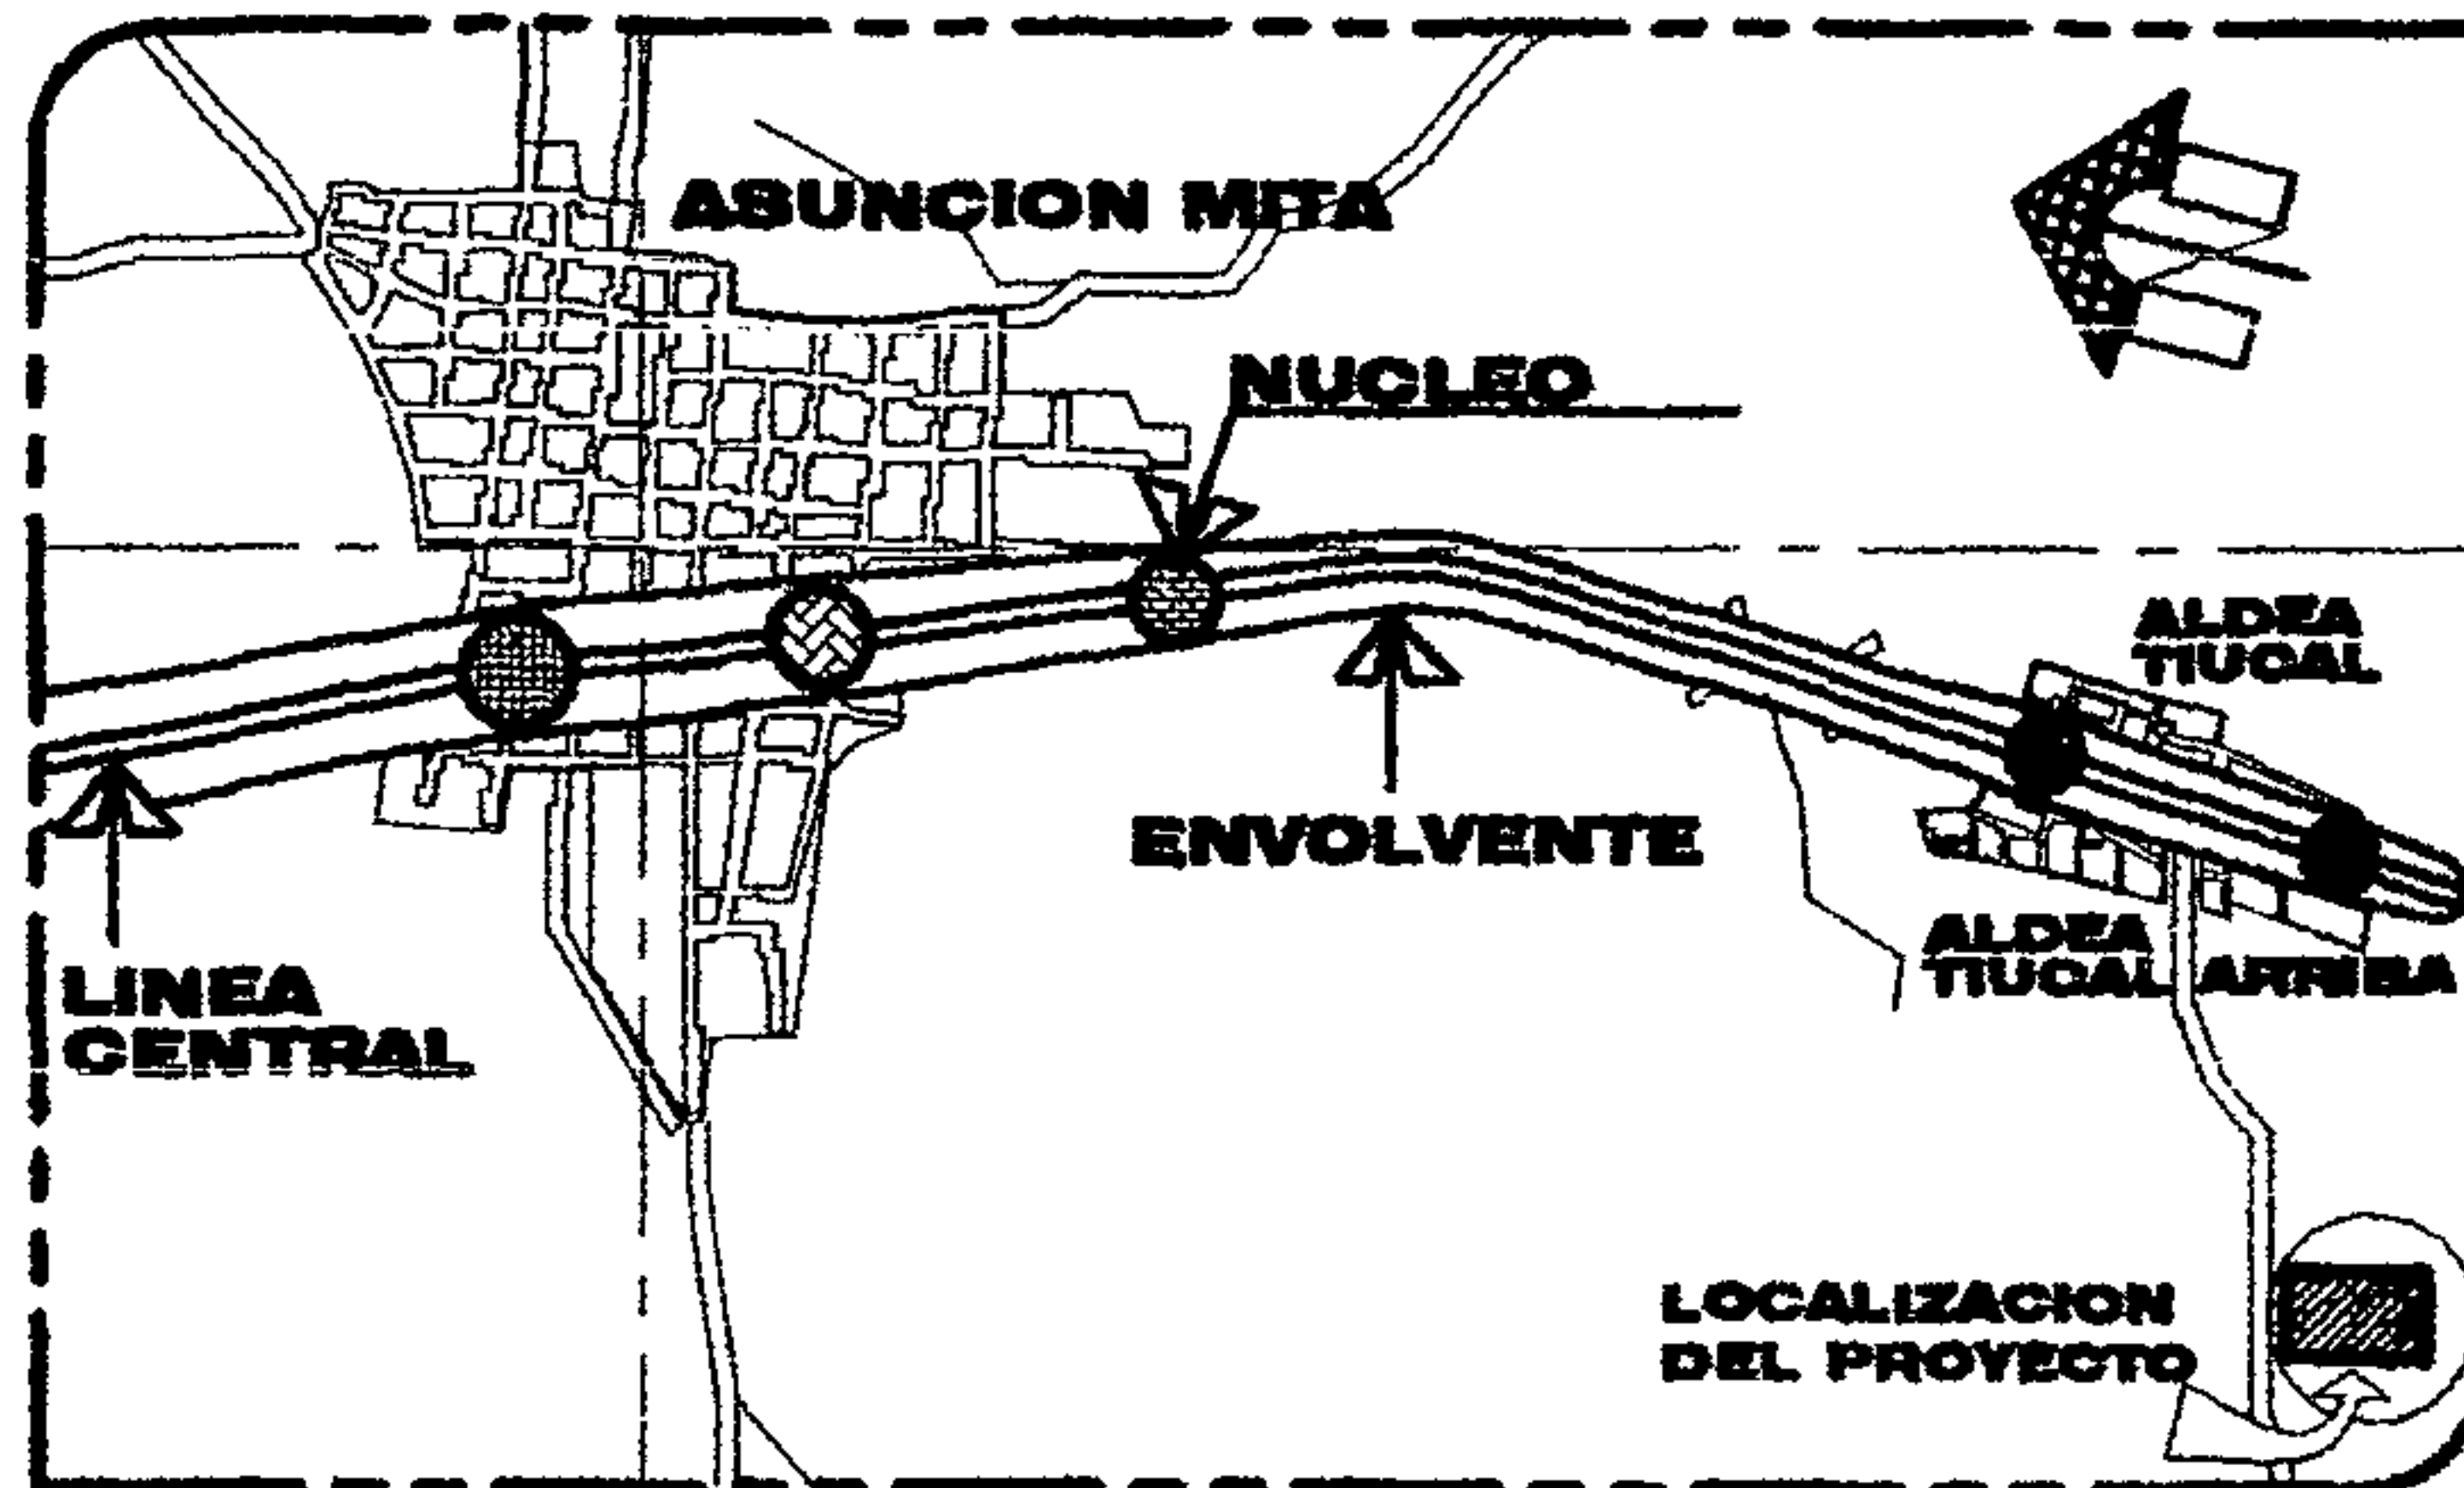 ASUNCION MITA
NUCLEO
ALDEA
TIUCAL
ENVOLVENTE
ALDEA
TIUCAL ARRIBA
LINEA
CENTRAL
LOCALIZACION
DEL PROYECTO